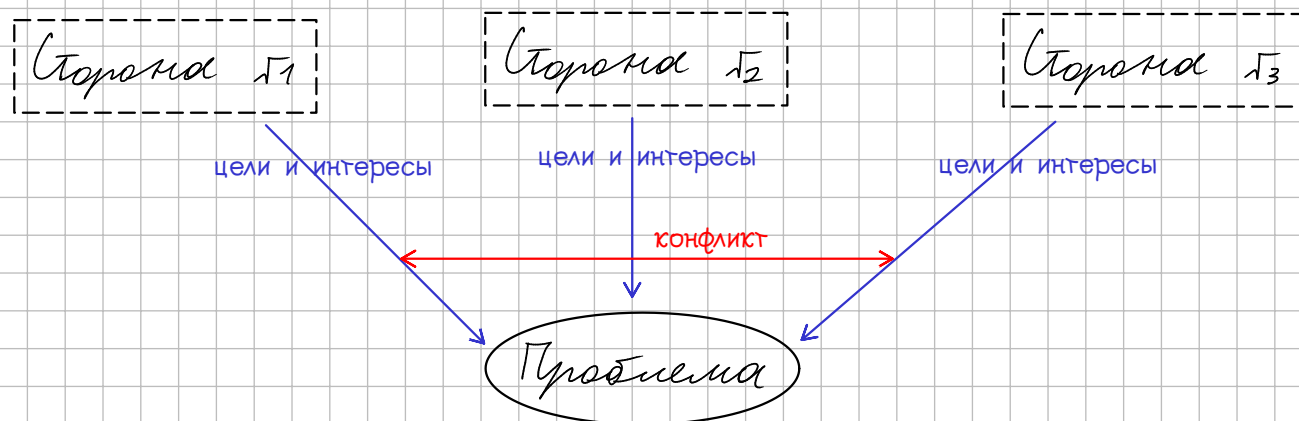 Сторона №1
Сторона №2
Сторона №3
цели и интересы
цели и интересы
цели и интересы
конфликт
Проблема